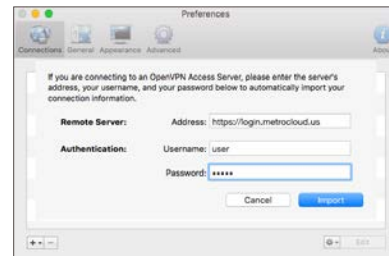 Preferences
Connections General Appearance Advanced
If you are connecting to an OpenVPN Access Server, please enter the server's
address, your username, and your password below to automatically import your
connection information.
Remote Server: Address: https://login.metrocloud.us
Authentication: Username: user
Password: •••••
Cancel Import
Edit